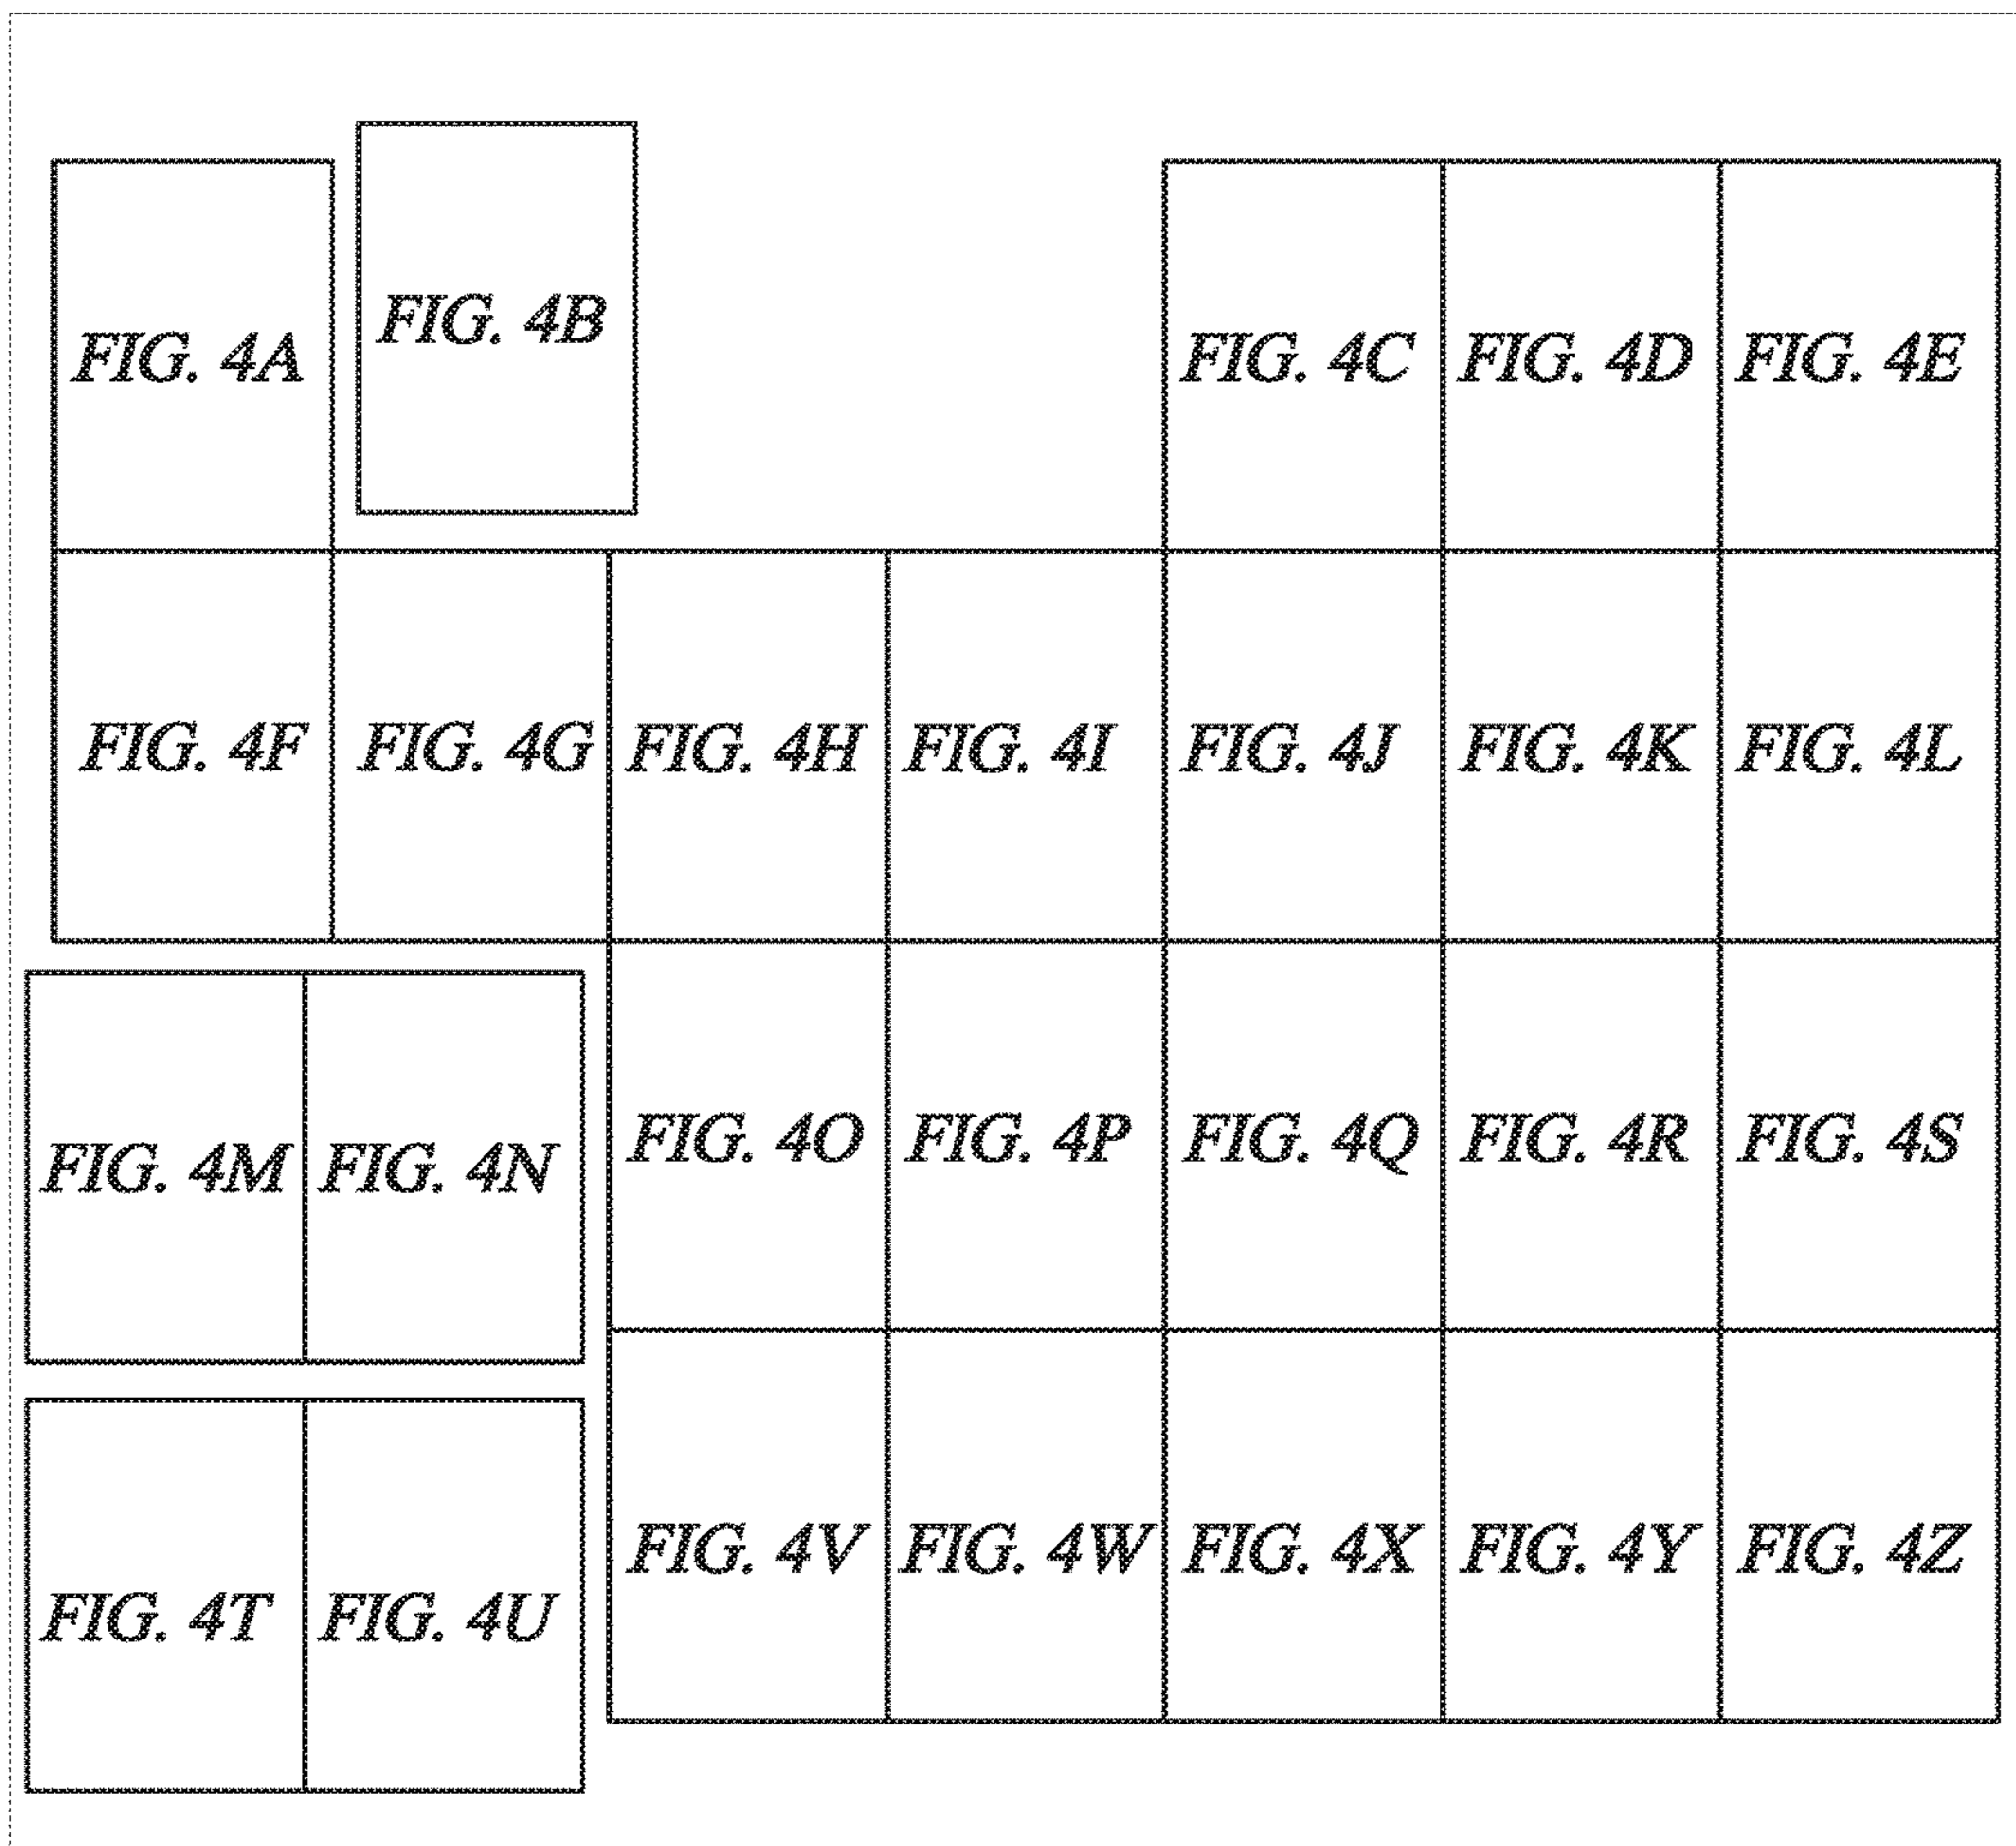 FIG. 4A
FIG. 4B
FIG. 4C
FIG. 4D
FIG. 4E
FIG. 4F
FIG. 4G
FIG. 4H
FIG. 4I
FIG. 4J
FIG. 4K
FIG. 4L
FIG. 4M
FIG. 4N
FIG. 4O
FIG. 4P
FIG. 4Q
FIG. 4R
FIG. 4S
FIG. 4T
FIG. 4U
FIG. 4V
FIG. 4W
FIG. 4X
FIG. 4Y
FIG. 4Z